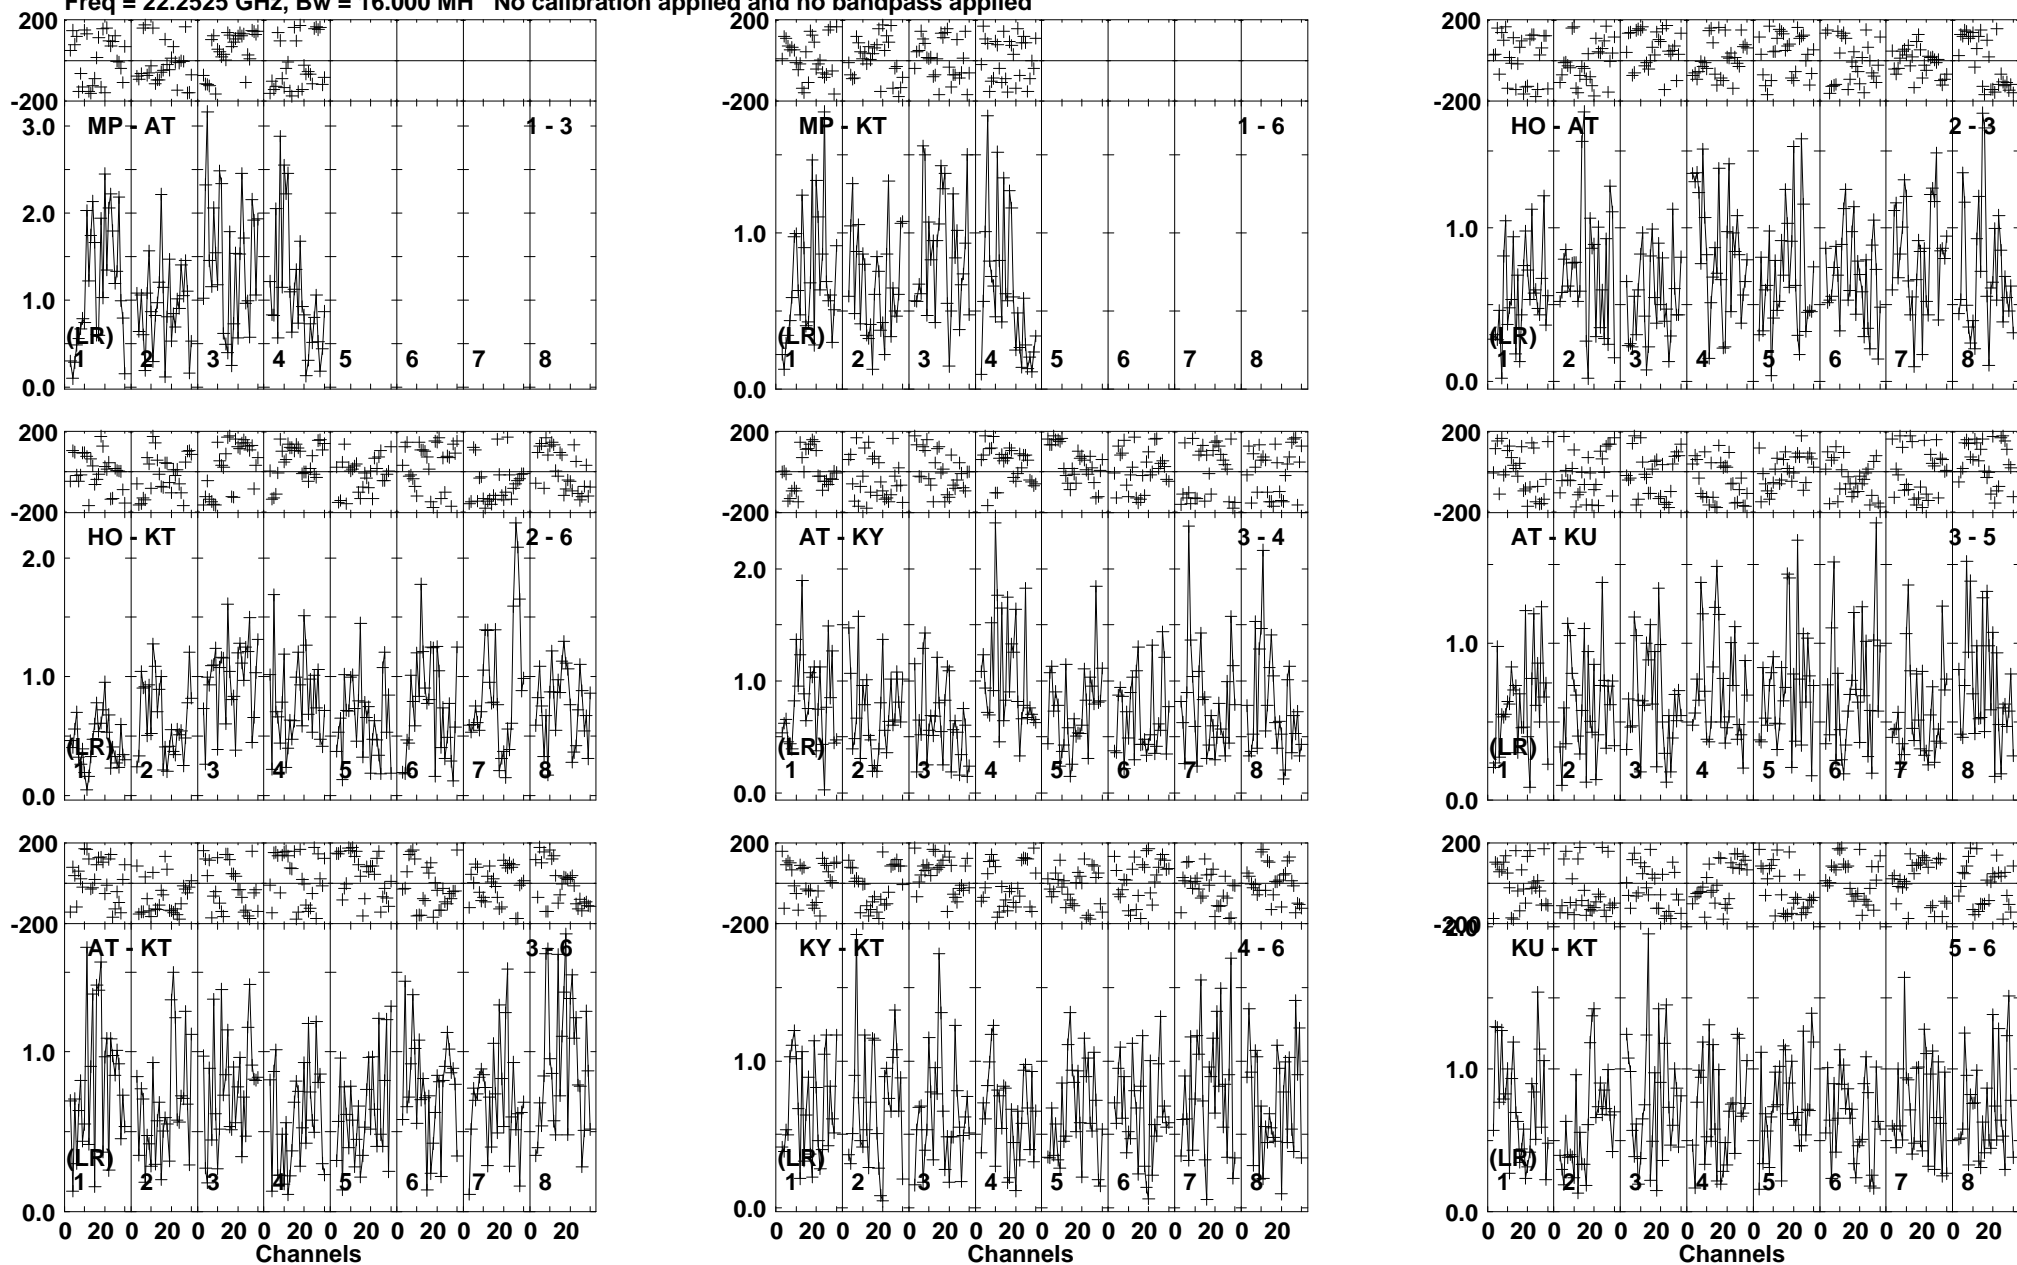 Freq = 22.2525 GHz, Bw = 16.000 MH No calibration applied and no bandpass applied
200
-200
MP - AT 1 - 3
3.0
2.0
1.0
0.0
(LR)
1 2 3 4 5 6 7 8
200
-200
MP - KT 1 - 6
1.0
0.0
(LR)
1 2 3 4 5 6 7 8
200
-200
HO - AT 2 - 3
1.0
0.0
(LR)
1 2 3 4 5 6 7 8
200
-200
HO - KT 2 - 6
2.0
1.0
0.0
(LR)
1 2 3 4 5 6 7 8
200
-200
AT - KY 3 - 4
2.0
1.0
0.0
(LR)
1 2 3 4 5 6 7 8
200
-200
AT - KU 3 - 5
1.0
0.0
(LR)
1 2 3 4 5 6 7 8
200
-200
AT - KT 3 - 6
1.0
0.0
(LR)
1 2 3 4 5 6 7 8
0 20 0 20 0 20 0 20 0 20 0 20 0 20 0 20
Channels
200
-200
KY - KT 4 - 6
1.0
0.0
(LR)
1 2 3 4 5 6 7 8
0 20 0 20 0 20 0 20 0 20 0 20 0 20 0 20
Channels
200
-200
2.0
KU - KT 5 - 6
1.0
0.0
(LR)
1 2 3 4 5 6 7 8
0 20 0 20 0 20 0 20 0 20 0 20 0 20 0 20
Channels